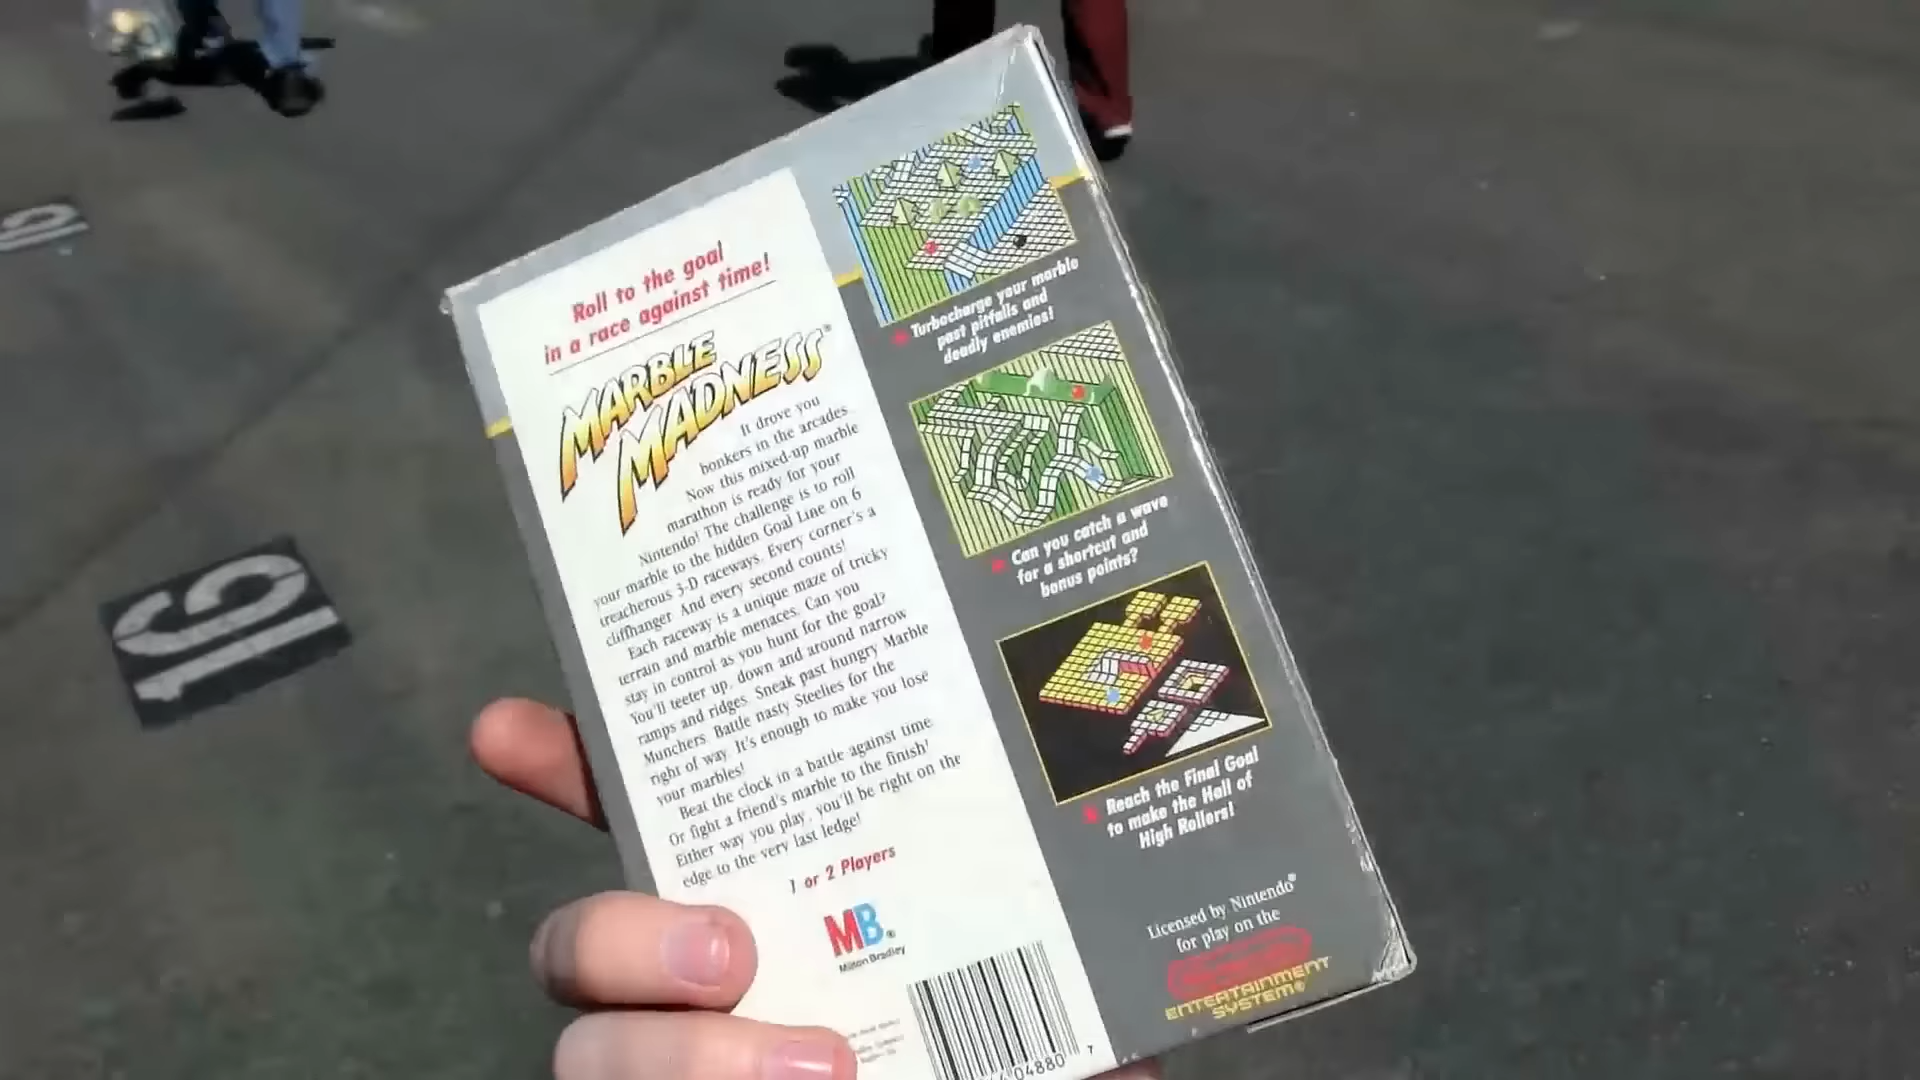 Roll to the goal
in a race against time!
MARBLE
MADNESS®
It drove you
bonkers in the arcades.
Now this mixed-up marble
marathon is ready for your
Nintendo! The challenge is to roll
your marble to the hidden Goal Line on 6
treacherous 3-D raceways. Every corner's a
cliffhanger. And every second counts!
Each raceway is a unique maze of tricky
terrain and marble menaces. Can you
stay in control as you hunt for the goal?
You'll teeter up, down and around narrow
ramps and ridges. Sneak past hungry Marble
Munchers. Battle nasty Steelies for the
right of way. It's enough to make you lose
your marbles!
Beat the clock in a battle against time.
Or fight a friend's marble to the finish!
Either way you play, you'll be right on the
edge to the very last ledge!
1 or 2 Players
MB®
Milton Bradley
04880 7
Turbocharge your marble
past pitfalls and
deadly enemies!
Can you catch a wave
for a shortcut and
bonus points?
Reach the Final Goal
to make the Hall of
High Rollers!
Licensed by Nintendo®
for play on the
Nintendo
ENTERTAINMENT
SYSTEM®
16